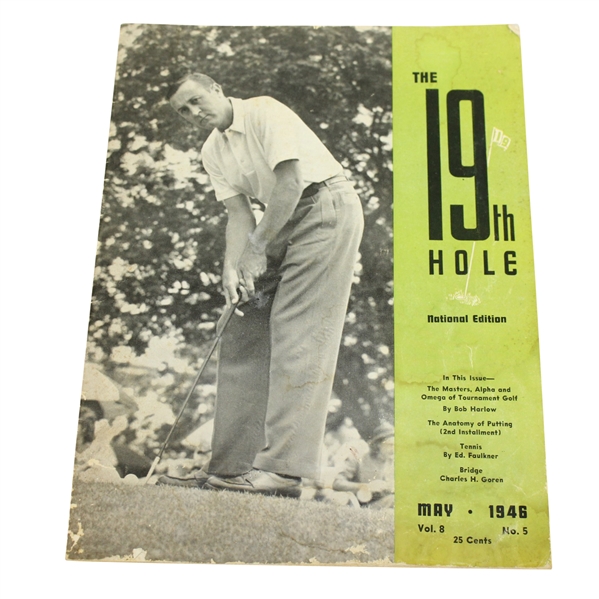 THE
19th
HOLE
19
National Edition
In This Issue—
The Masters, Alpha and
Omega of Tournament Golf
By Bob Harlow
The Anatomy of Putting
(2nd Installment)
Tennis
By Ed. Faulkner
Bridge
Charles H. Goren
MAY · 1946
Vol. 8 No. 5
25 Cents